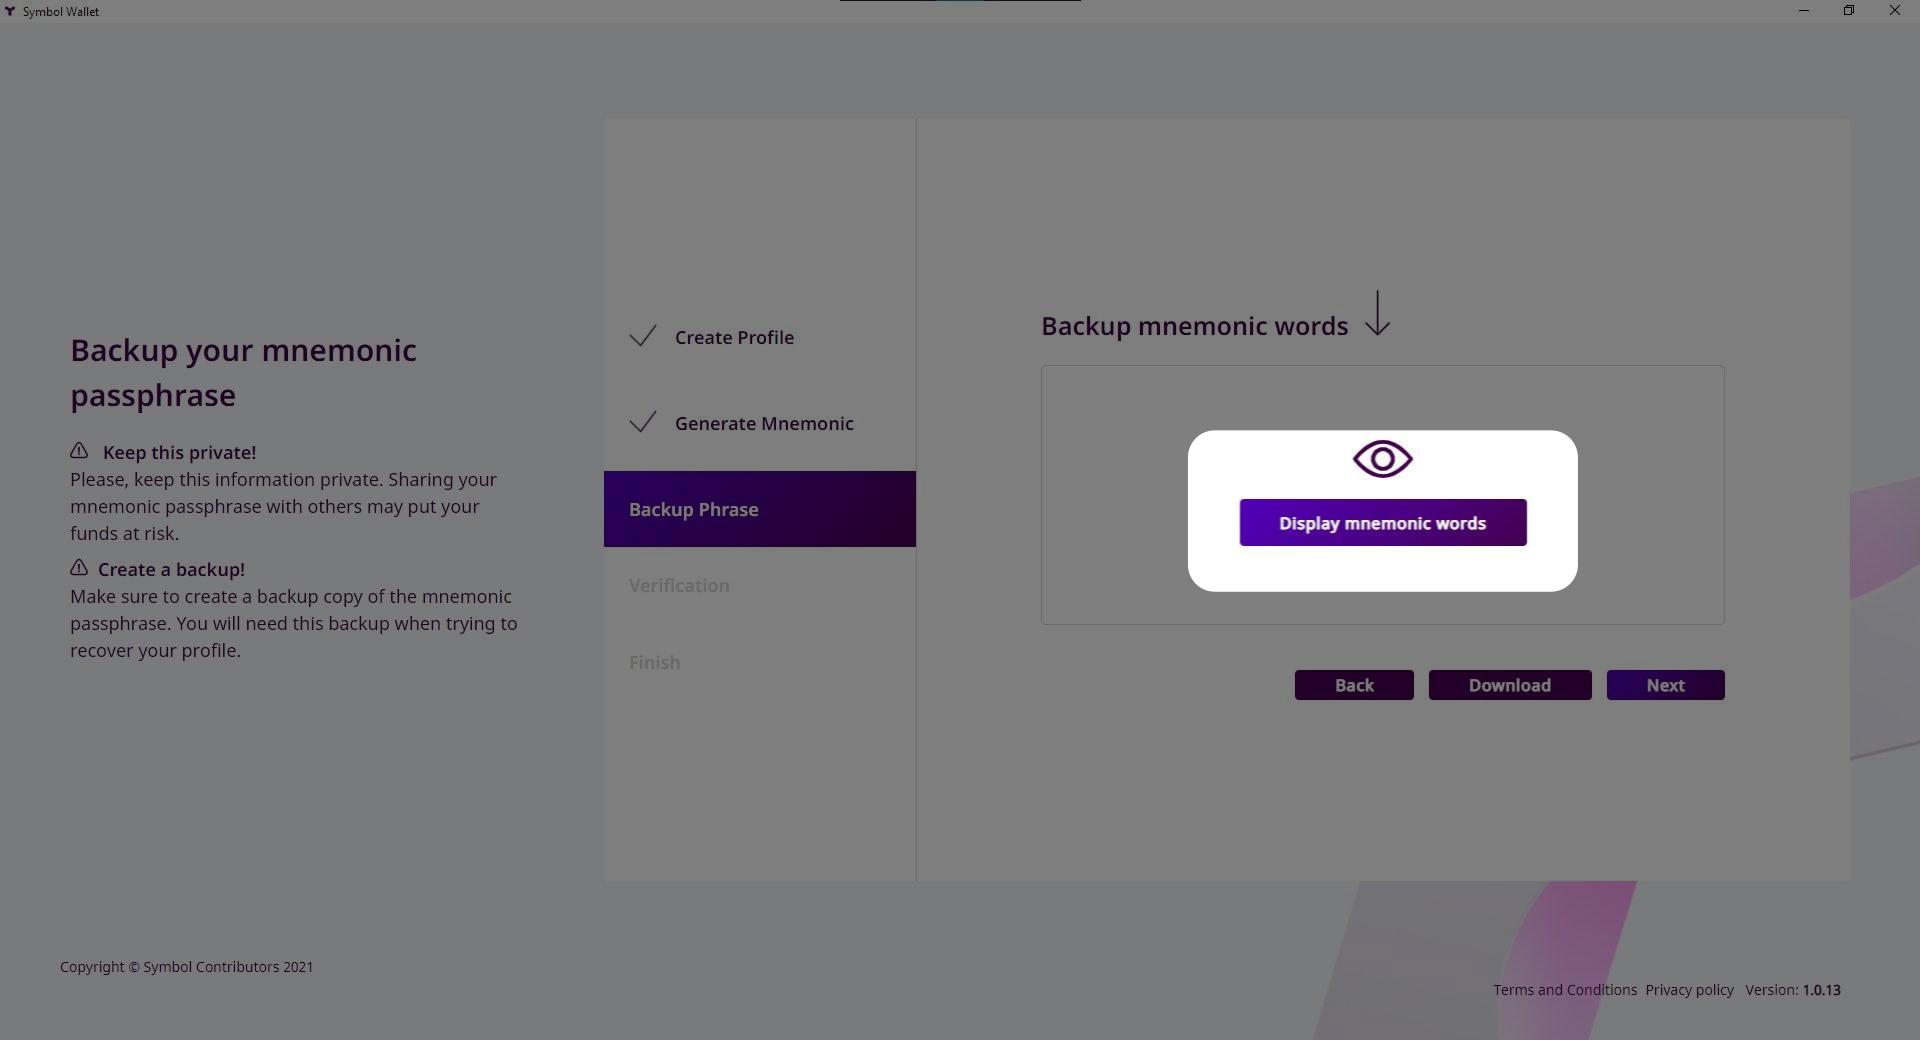 Symbol Wallet
Backup your mnemonic
passphrase
Keep this private!
Please, keep this information private. Sharing your
mnemonic passphrase with others may put your
funds at risk.
Create a backup!
Make sure to create a backup copy of the mnemonic
passphrase. You will need this backup when trying to
recover your profile.
Create Profile
Generate Mnemonic
Backup Phrase
Verification
Finish
Backup mnemonic words
Display mnemonic words
Back
Download
Next
Copyright © Symbol Contributors 2021
Terms and Conditions Privacy policy Version: 1.0.13